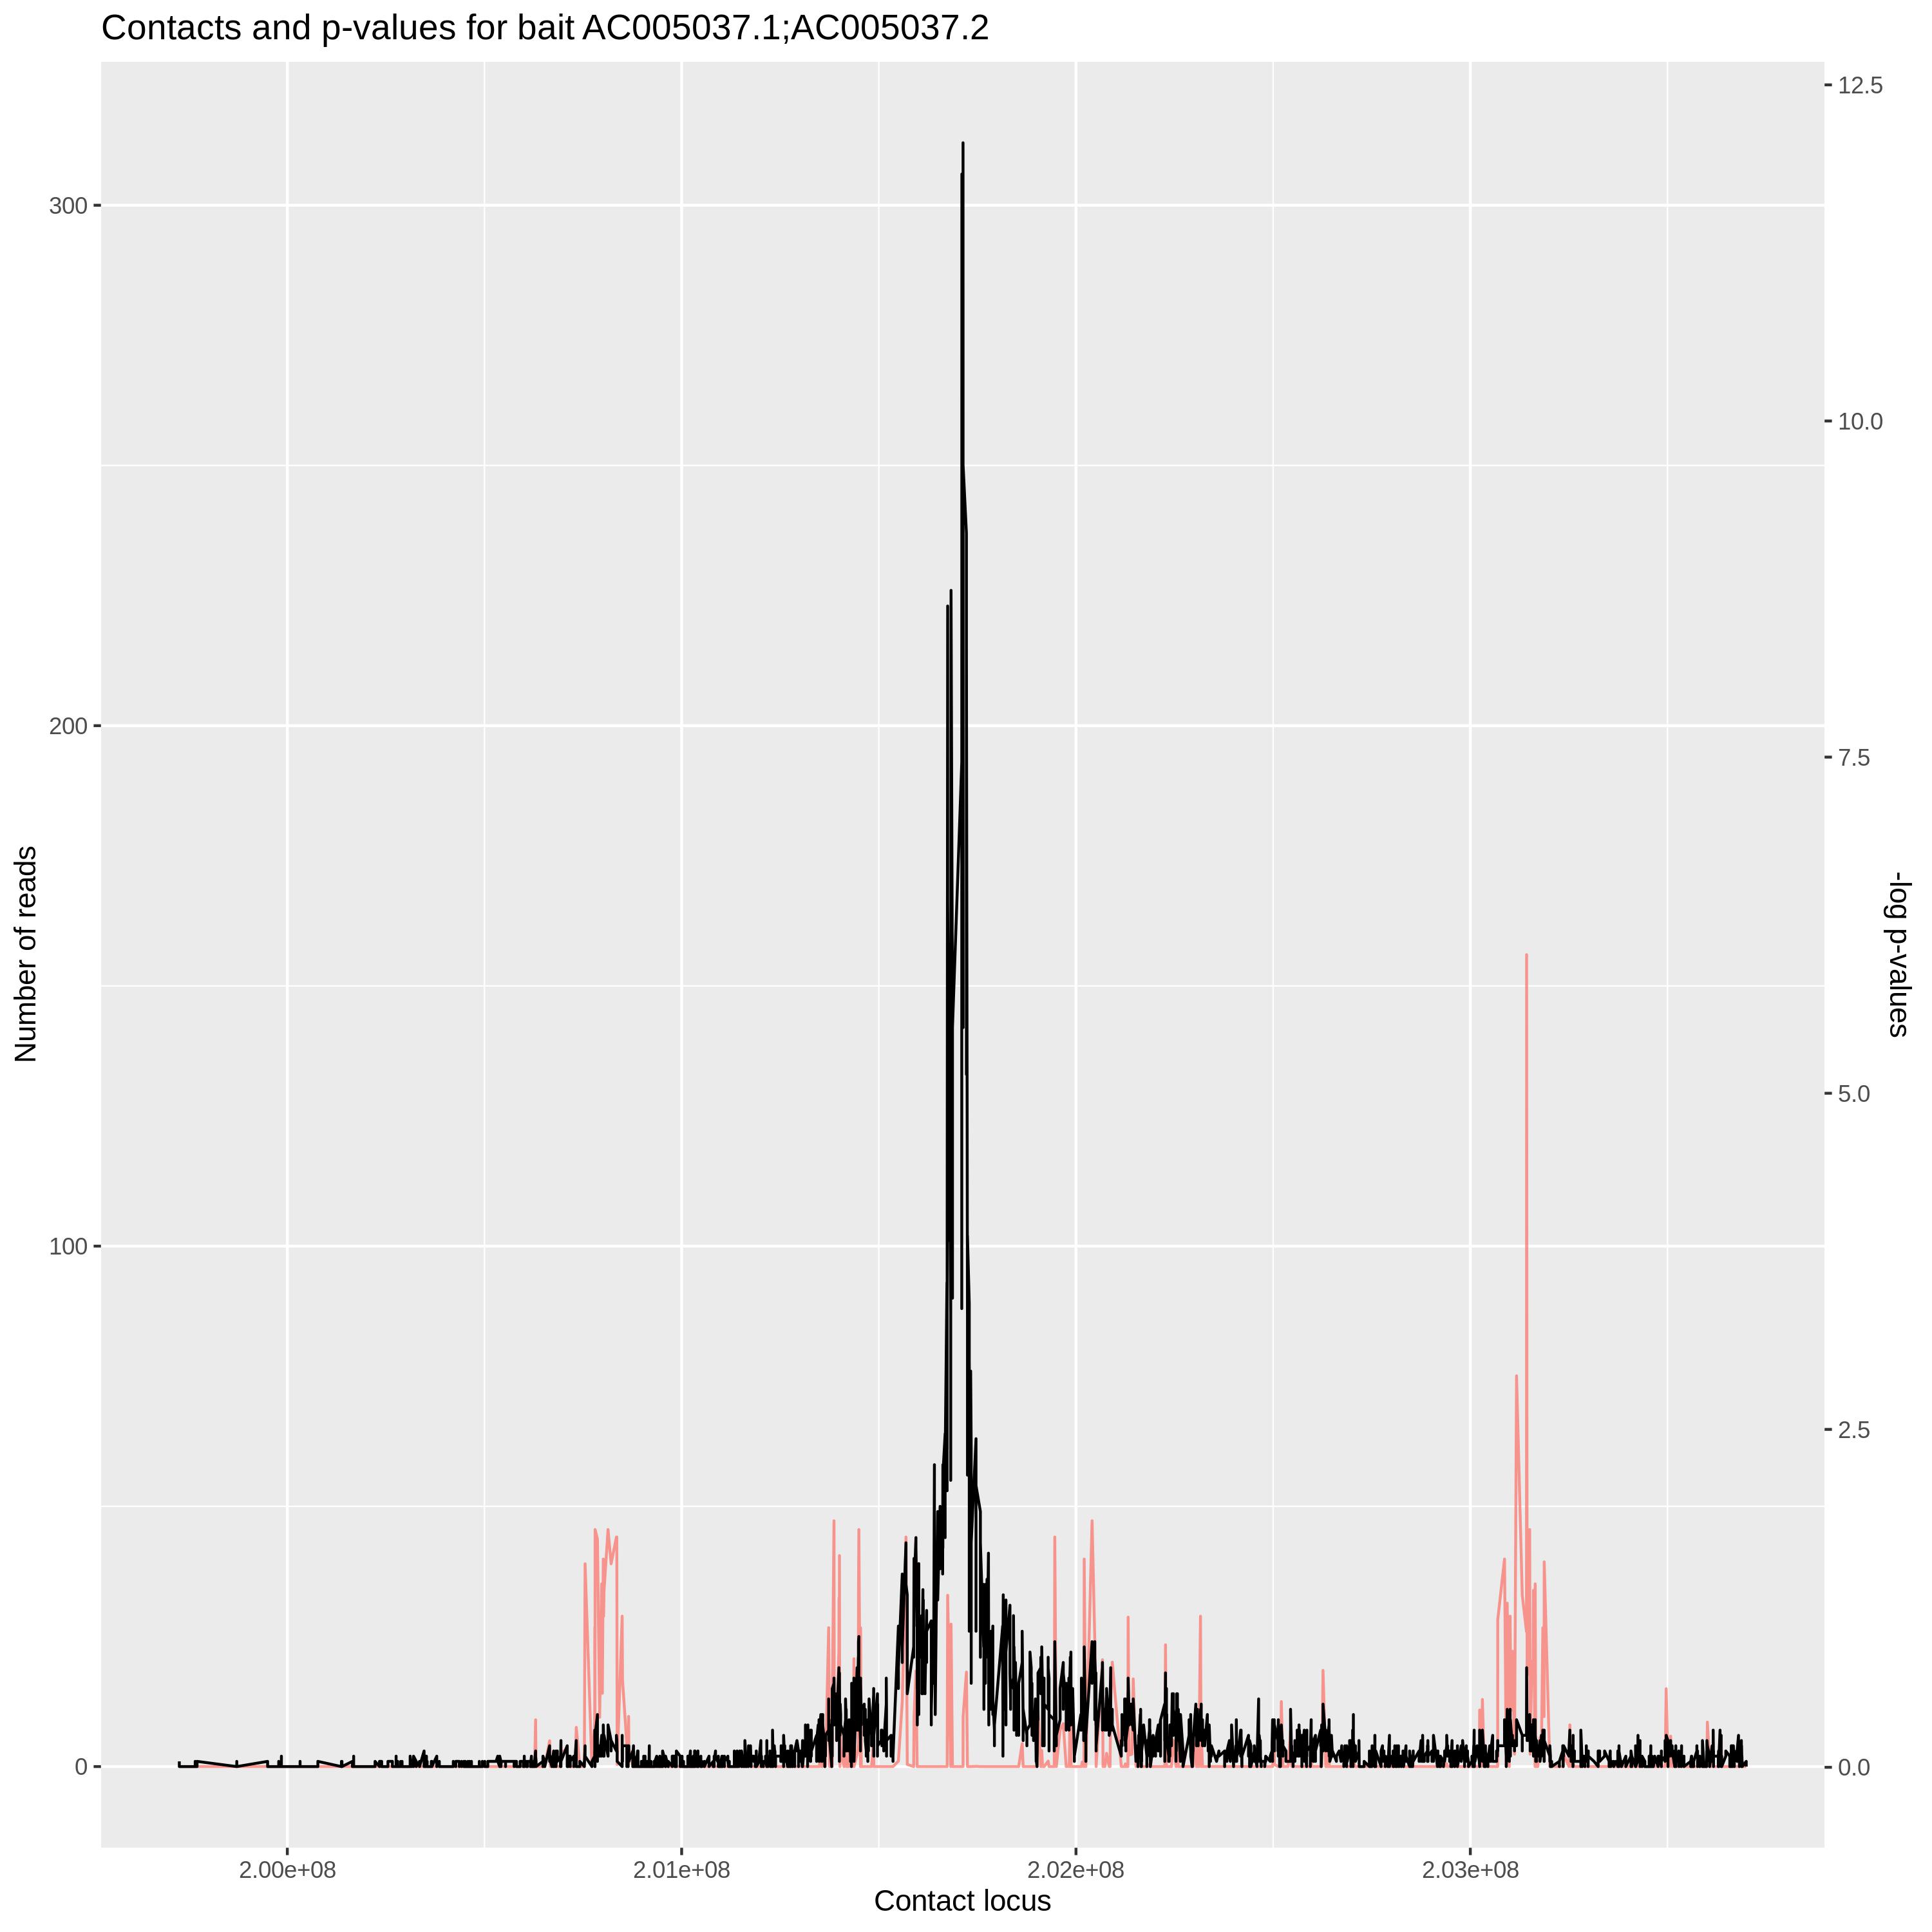 Contacts and p-values for bait AC005037.1;AC005037.2
300
200
100
0
Number of reads
12.5
10.0
7.5
5.0
2.5
0.0
-log p-values
2.00e+08
2.01e+08
2.02e+08
2.03e+08
Contact locus